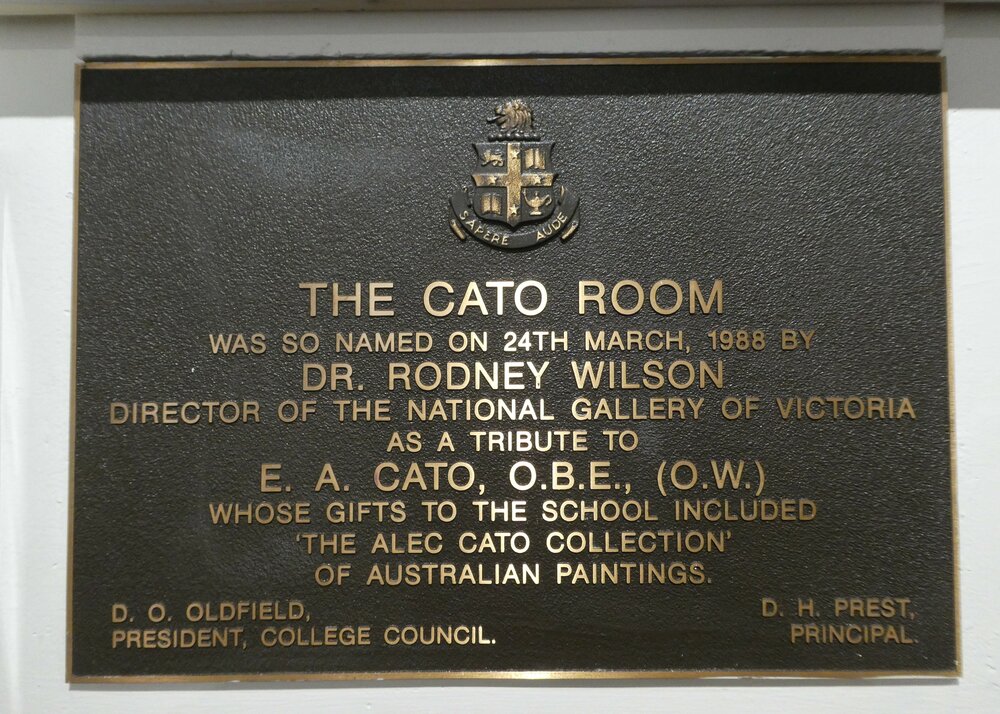 SAPERE AUDE
THE CATO ROOM
WAS SO NAMED ON 24TH MARCH, 1988 BY
DR. RODNEY WILSON
DIRECTOR OF THE NATIONAL GALLERY OF VICTORIA
AS A TRIBUTE TO
E. A. CATO, O.B.E., (O.W.)
WHOSE GIFTS TO THE SCHOOL INCLUDED
'THE ALEC CATO COLLECTION'
OF AUSTRALIAN PAINTINGS.
D. O. OLDFIELD,
PRESIDENT, COLLEGE COUNCIL.
D. H. PREST,
PRINCIPAL.